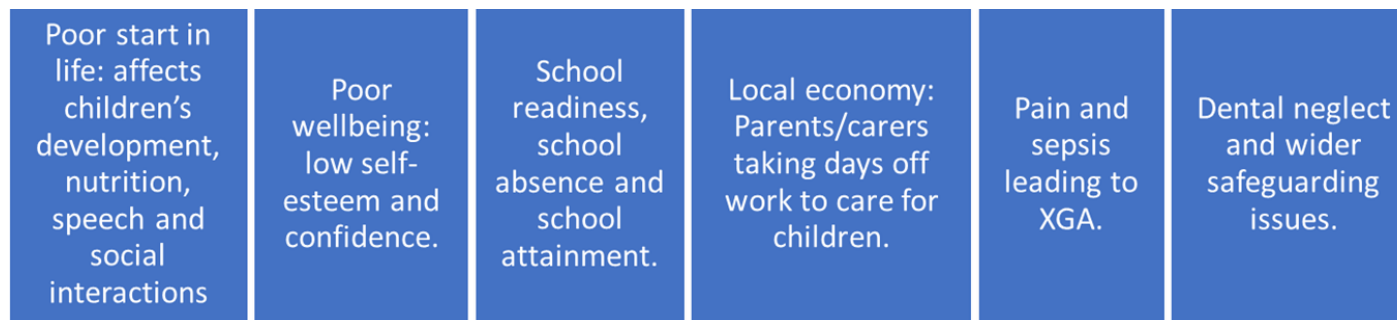 Poor start in
life: affects
children’s
development,
nutrition,
speech and
social
interactions
Poor
wellbeing:
low self-
esteem and
confidence.
School
readiness,
school
absence and
school
attainment.
Local economy:
Parents/carers
taking days off
work to care for
children.
Pain and
sepsis
leading to
XGA.
Dental neglect
and wider
safeguarding
issues.